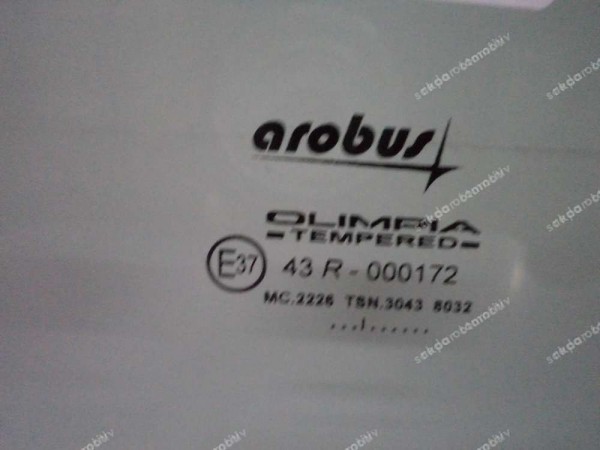 arobus
OLIMPIA
TEMPERED
E37 43 R - 000172
MC.2226 TSN.3043 8032